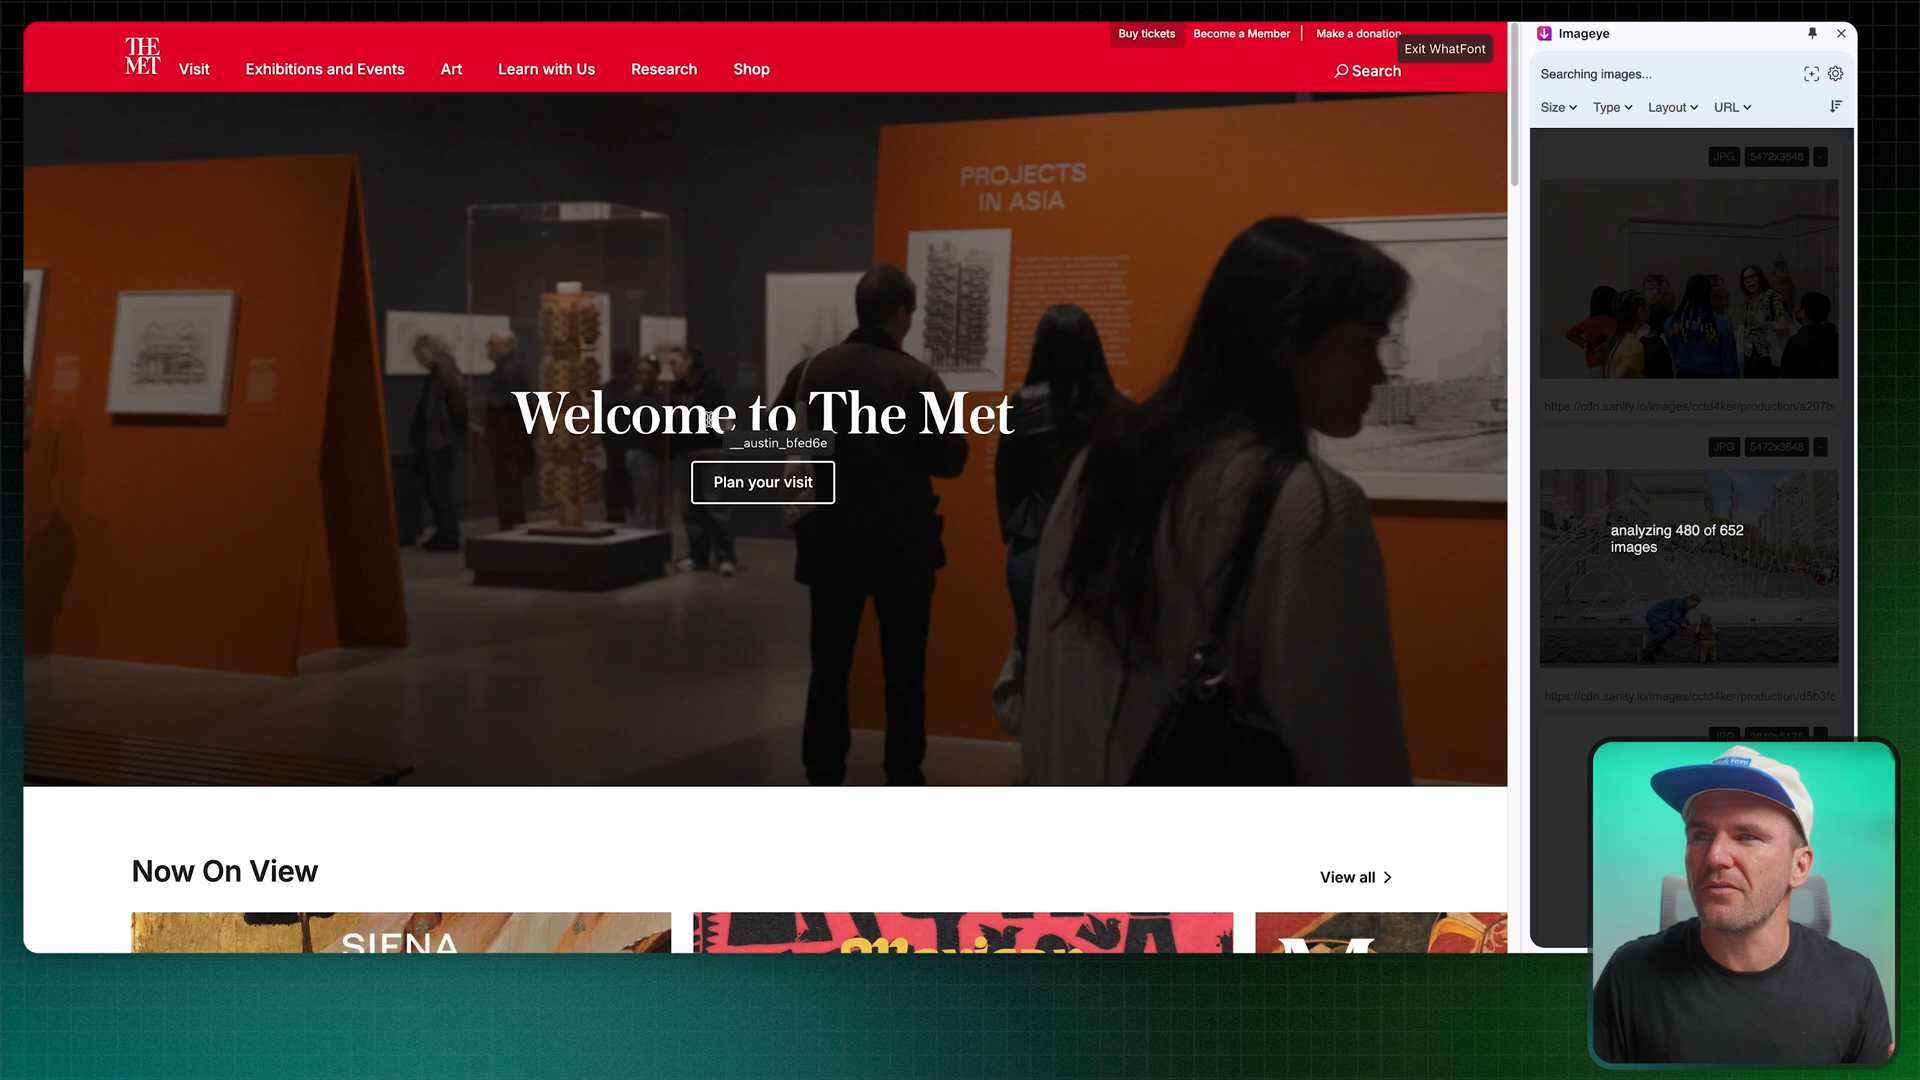 THE
MET
Visit
Exhibitions and Events
Art
Learn with Us
Research
Shop
Buy tickets
Become a Member
Make a donation
Exit WhatFont
Search
PROJECTS
IN ASIA
Welcome to The Met
__austin_bfed6e
Plan your visit
Now On View
View all
SIENA
Mexican
Imageye
Searching images...
Size
Type
Layout
URL
JPG
5472x3648
-
https://cdn.sanity.io/images/cctd4ker/production/a207b
JPG
5472x3648
-
analyzing 480 of 652
images
https://cdn.sanity.io/images/cctd4ker/production/d5b3fc
JPG